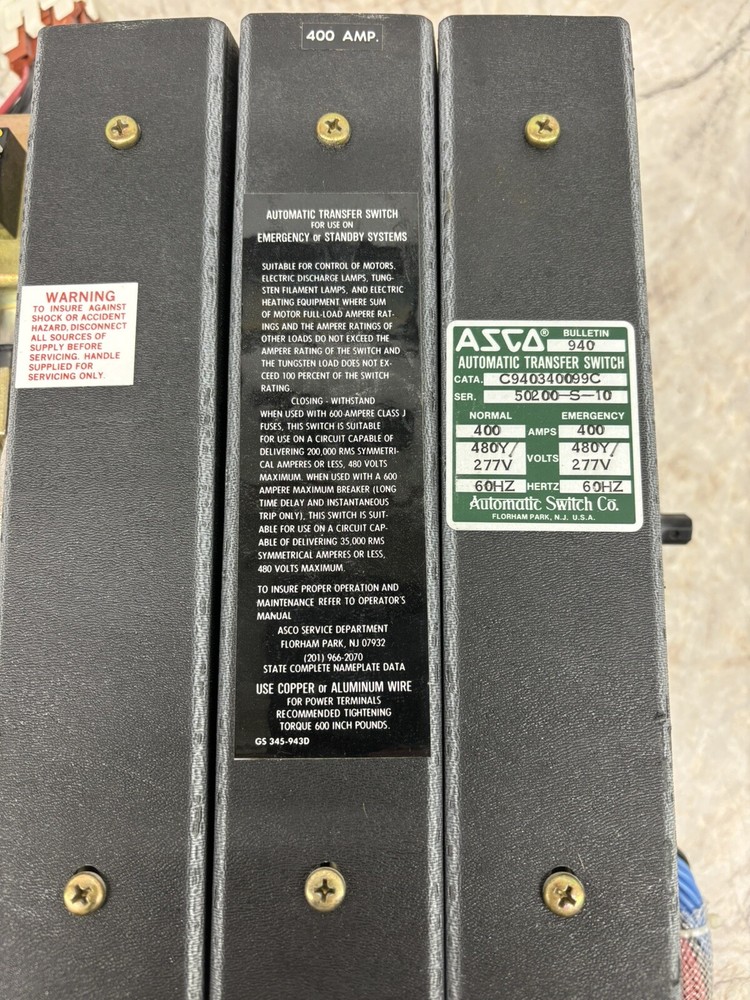 400 AMP.
WARNING
TO INSURE AGAINST
SHOCK OR ACCIDENT
HAZARD, DISCONNECT
ALL SOURCES OF
SUPPLY BEFORE
SERVICING. HANDLE
SUPPLIED FOR
SERVICING ONLY.
AUTOMATIC TRANSFER SWITCH
FOR USE ON
EMERGENCY or STANDBY SYSTEMS
SUITABLE FOR CONTROL OF MOTORS,
ELECTRIC DISCHARGE LAMPS, TUNG-
STEN FILAMENT LAMPS, AND ELECTRIC
HEATING EQUIPMENT WHERE SUM
OF MOTOR FULL-LOAD AMPERE RAT-
INGS AND THE AMPERE RATINGS OF
OTHER LOADS DO NOT EXCEED THE
AMPERE RATING OF THE SWITCH AND
THE TUNGSTEN LOAD DOES NOT EX-
CEED 100 PERCENT OF THE SWITCH
RATING.
CLOSING - WITHSTAND
WHEN USED WITH 600-AMPERE CLASS J
FUSES, THIS SWITCH IS SUITABLE
FOR USE ON A CIRCUIT CAPABLE OF
DELIVERING 200,000 RMS SYMMETRI-
CAL AMPERES OR LESS, 480 VOLTS
MAXIMUM. WHEN USED WITH A 600
AMPERE MAXIMUM BREAKER (LONG
TIME DELAY AND INSTANTANEOUS
TRIP ONLY), THIS SWITCH IS SUIT-
ABLE FOR USE ON A CIRCUIT CAP-
ABLE OF DELIVERING 35,000 RMS
SYMMETRICAL AMPERES OR LESS,
480 VOLTS MAXIMUM.
TO INSURE PROPER OPERATION AND
MAINTENANCE REFER TO OPERATOR'S
MANUAL
ASCO SERVICE DEPARTMENT
FLORHAM PARK, NJ 07932
(201) 966-2070
STATE COMPLETE NAMEPLATE DATA
USE COPPER or ALUMINUM WIRE
FOR POWER TERMINALS
RECOMMENDED TIGHTENING
TORQUE 600 INCH POUNDS.
GS 345-943D
ASCO® BULLETIN
940
AUTOMATIC TRANSFER SWITCH
CATA. C940340099C
SER. 50200-S-10
NORMAL EMERGENCY
400 AMPS 400
480Y/ 277V VOLTS 480Y/ 277V
60HZ HERTZ 60HZ
Automatic Switch Co.
FLORHAM PARK, N.J. U.S.A.